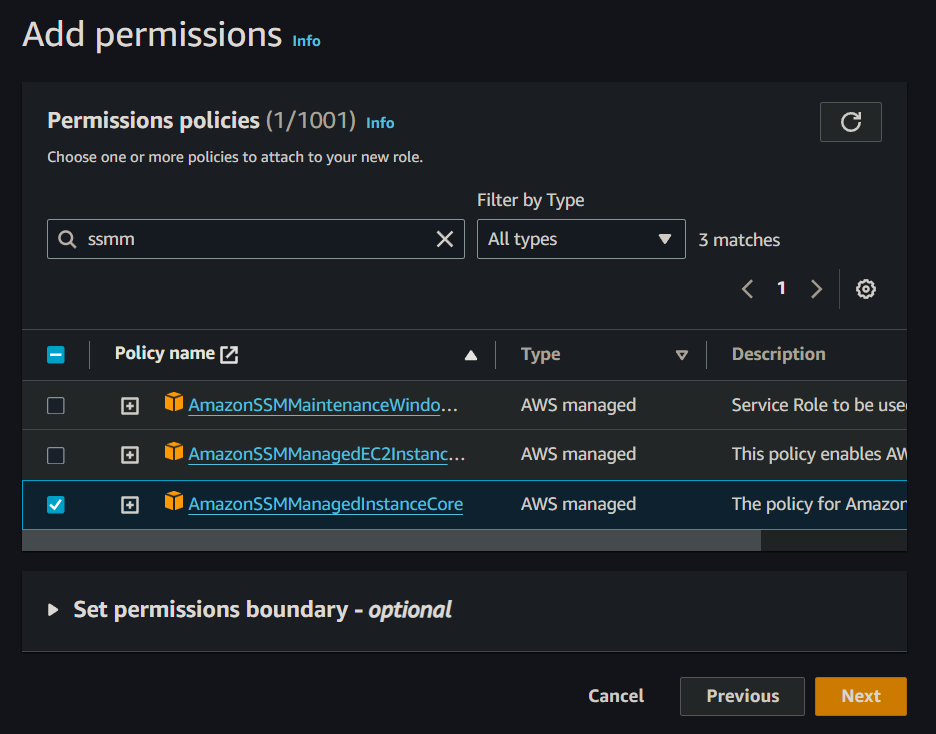 Add permissions Info
Permissions policies (1/1001) Info
Choose one or more policies to attach to your new role.
Filter by Type
ssmm
All types
3 matches
1
Policy name
Type
Description
AmazonSSMMaintenanceWindo...
AWS managed
Service Role to be use
AmazonSSMManagedEC2Instanc...
AWS managed
This policy enables AW
AmazonSSMManagedInstanceCore
AWS managed
The policy for Amazon
Set permissions boundary - optional
Cancel
Previous
Next